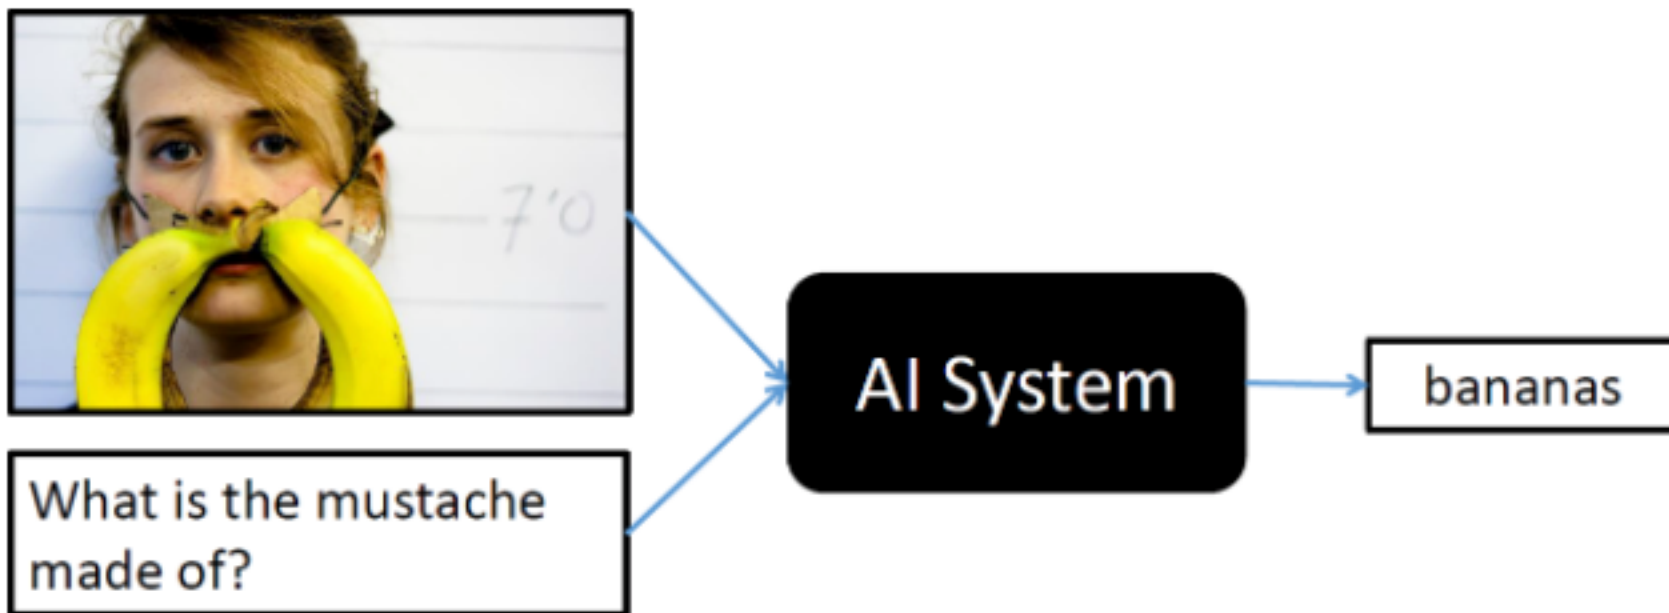 7'0
What is the mustache
made of?
AI System
bananas